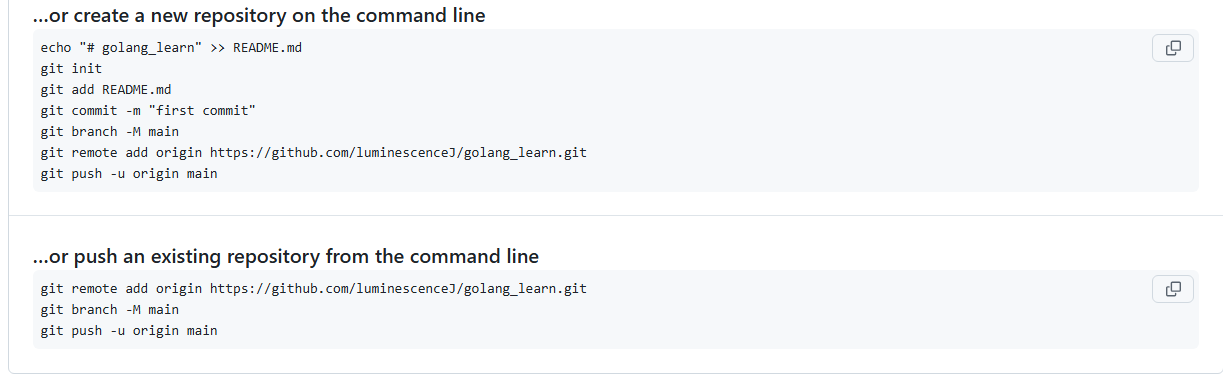 ...or create a new repository on the command line
echo "# golang_learn" >> README.md
git init
git add README.md
git commit -m "first commit"
git branch -M main
git remote add origin https://github.com/luminescenceJ/golang_learn.git
git push -u origin main
...or push an existing repository from the command line
git remote add origin https://github.com/luminescenceJ/golang_learn.git
git branch -M main
git push -u origin main